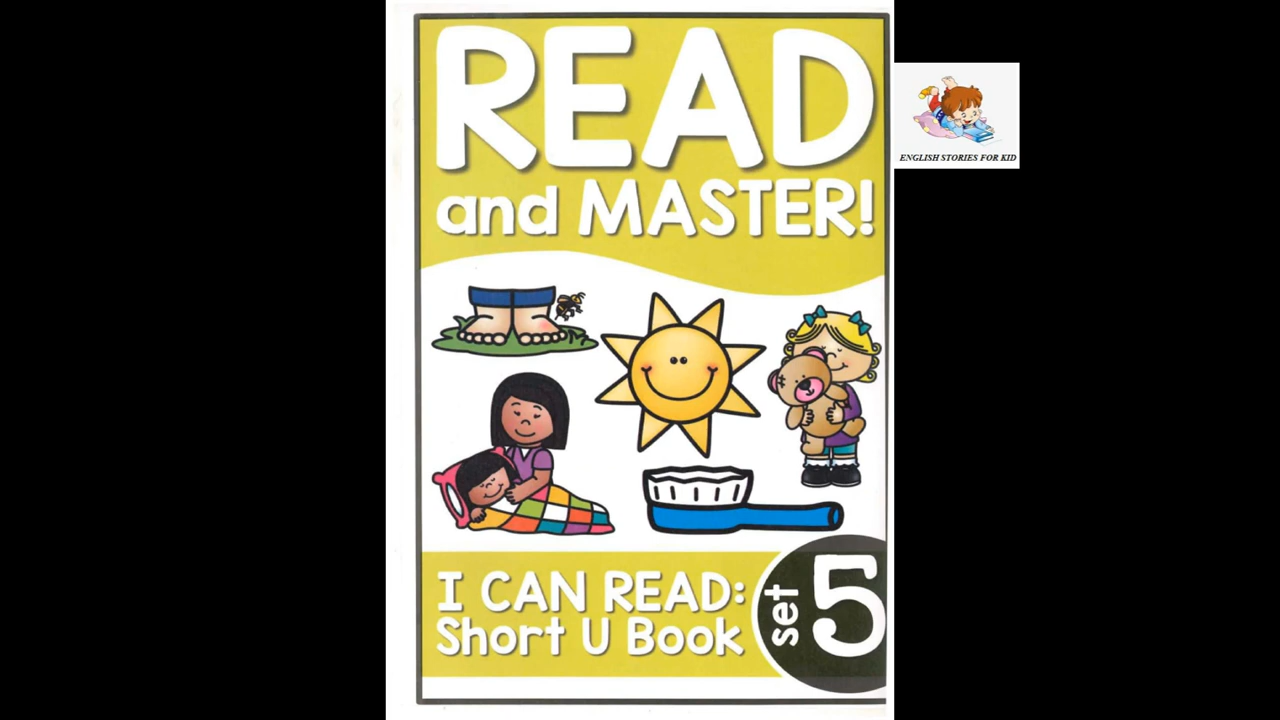 READ
and MASTER!
I CAN READ:
Short U Book
set 5
ENGLISH STORIES FOR KID